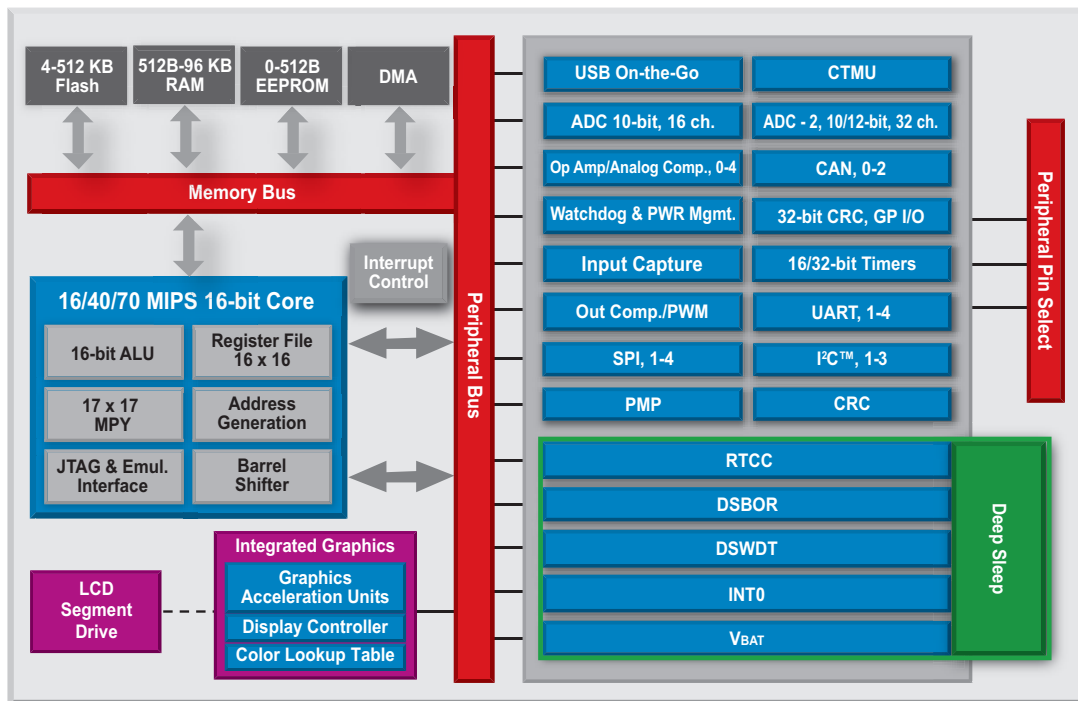 4-512 KB
Flash
512B-96 KB
RAM
0-512B
EEPROM
DMA
Memory Bus
Interrupt
Control
16/40/70 MIPS 16-bit Core
16-bit ALU
Register File
16 x 16
17 x 17
MPY
Address
Generation
JTAG & Emul.
Interface
Barrel
Shifter
LCD
Segment
Drive
Integrated Graphics
Graphics
Acceleration Units
Display Controller
Color Lookup Table
Peripheral Bus
USB On-the-Go
CTMU
ADC 10-bit, 16 ch.
ADC - 2, 10/12-bit, 32 ch.
Op Amp/Analog Comp., 0-4
CAN, 0-2
Watchdog & PWR Mgmt.
32-bit CRC, GP I/O
Input Capture
16/32-bit Timers
Out Comp./PWM
UART, 1-4
SPI, 1-4
I²C™, 1-3
PMP
CRC
RTCC
DSBOR
DSWDT
INT0
VBAT
Deep Sleep
Peripheral Pin Select